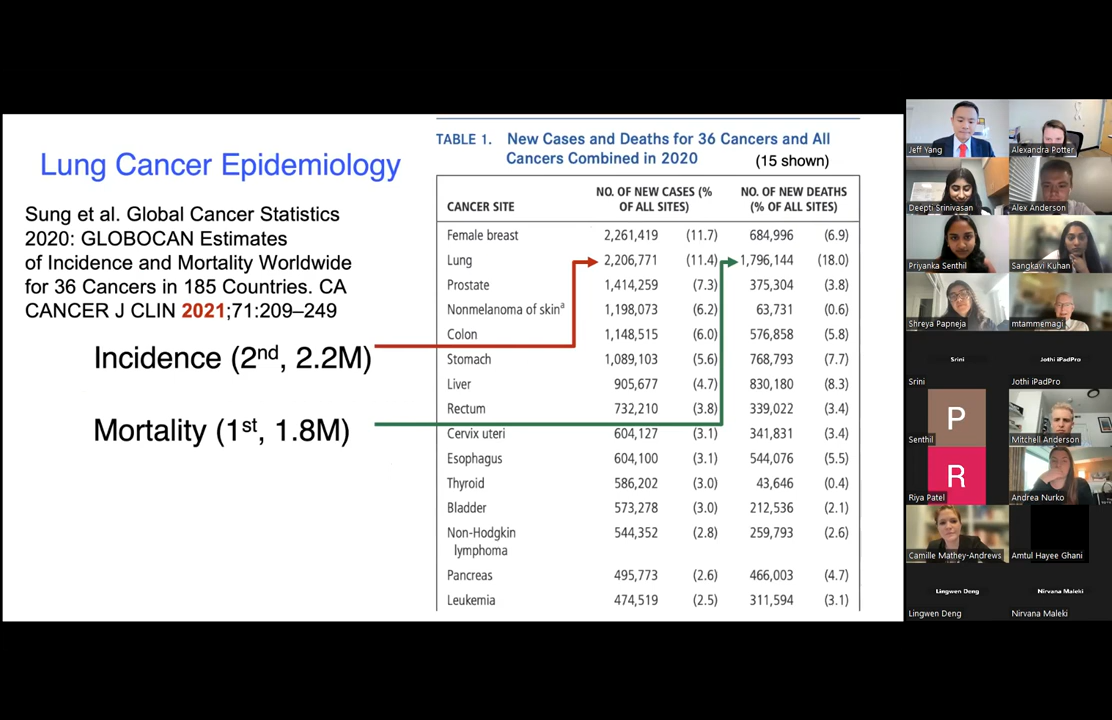 Lung Cancer Epidemiology
Sung et al. Global Cancer Statistics
2020: GLOBOCAN Estimates
of Incidence and Mortality Worldwide
for 36 Cancers in 185 Countries. CA
CANCER J CLIN 2021;71:209–249
Incidence (2nd, 2.2M)
Mortality (1st, 1.8M)
TABLE 1. New Cases and Deaths for 36 Cancers and All
Cancers Combined in 2020 (15 shown)
CANCER SITE NO. OF NEW CASES (% OF ALL SITES) NO. OF NEW DEATHS (% OF ALL SITES)
Female breast 2,261,419 (11.7) 684,996 (6.9)
Lung 2,206,771 (11.4) 1,796,144 (18.0)
Prostate 1,414,259 (7.3) 375,304 (3.8)
Nonmelanoma of skinᵃ 1,198,073 (6.2) 63,731 (0.6)
Colon 1,148,515 (6.0) 576,858 (5.8)
Stomach 1,089,103 (5.6) 768,793 (7.7)
Liver 905,677 (4.7) 830,180 (8.3)
Rectum 732,210 (3.8) 339,022 (3.4)
Cervix uteri 604,127 (3.1) 341,831 (3.4)
Esophagus 604,100 (3.1) 544,076 (5.5)
Thyroid 586,202 (3.0) 43,646 (0.4)
Bladder 573,278 (3.0) 212,536 (2.1)
Non-Hodgkin lymphoma 544,352 (2.8) 259,793 (2.6)
Pancreas 495,773 (2.6) 466,003 (4.7)
Leukemia 474,519 (2.5) 311,594 (3.1)
Jeff Yang
Alexandra Potter
Deepti Srinivasan
Alex Anderson
Priyanka Senthil
Sangkavi Kuhan
Shreya Papneja
mtammemagi
Srini
Jothi iPadPro
Srini
Jothi iPadPro
P
Senthil
Mitchell Anderson
R
Riya Patel
Andrea Nurko
Camille Mathey-Andrews
Amtul Hayee Ghani
Lingwen Deng
Nirvana Maleki
Lingwen Deng
Nirvana Maleki